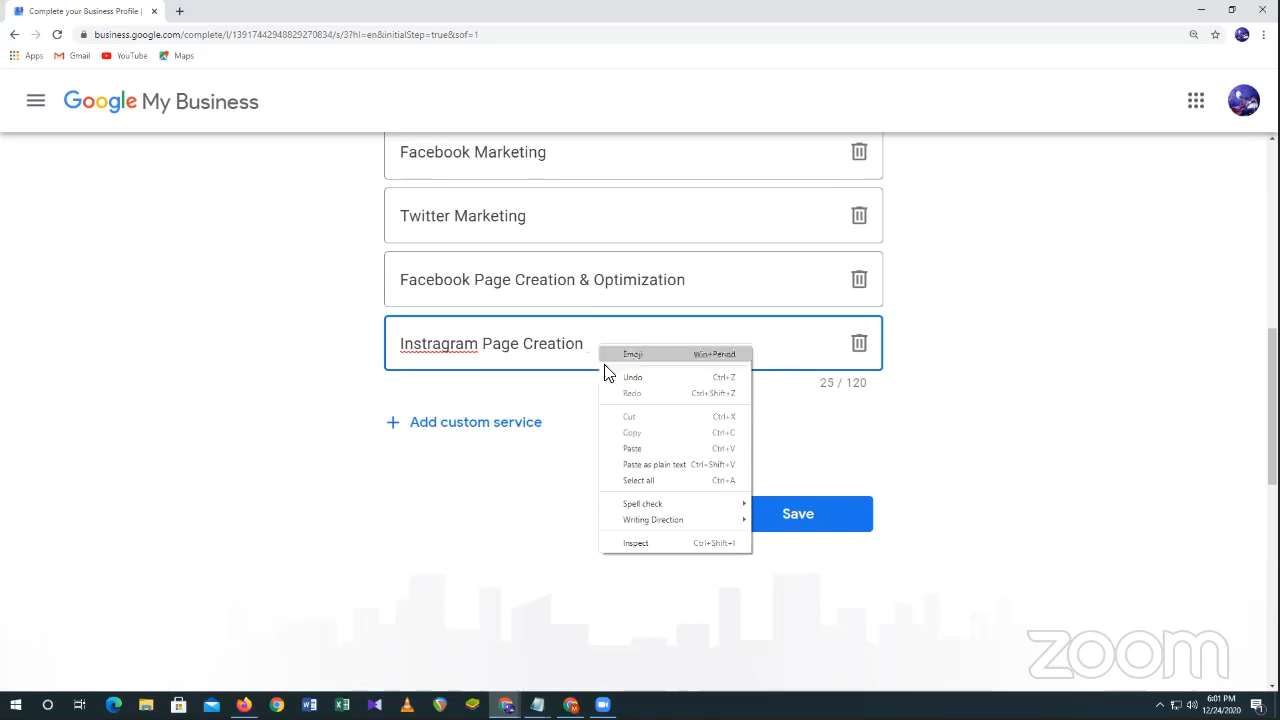 Complete your Business Profile |
business.google.com/complete/l/13917442948829270834/s/3?hl=en&initialStep=true&sof=1
Apps Gmail YouTube Maps
Google My Business
Facebook Marketing
Twitter Marketing
Facebook Page Creation & Optimization
Instragram Page Creation
25 / 120
Add custom service
Emoji Win+Period
Undo Ctrl+Z
Redo Ctrl+Shift+Z
Cut Ctrl+X
Copy Ctrl+C
Paste Ctrl+V
Paste as plain text Ctrl+Shift+V
Select all Ctrl+A
Spell check
Writing Direction
Inspect Ctrl+Shift+I
Save
zoom
6:01 PM
12/24/2020